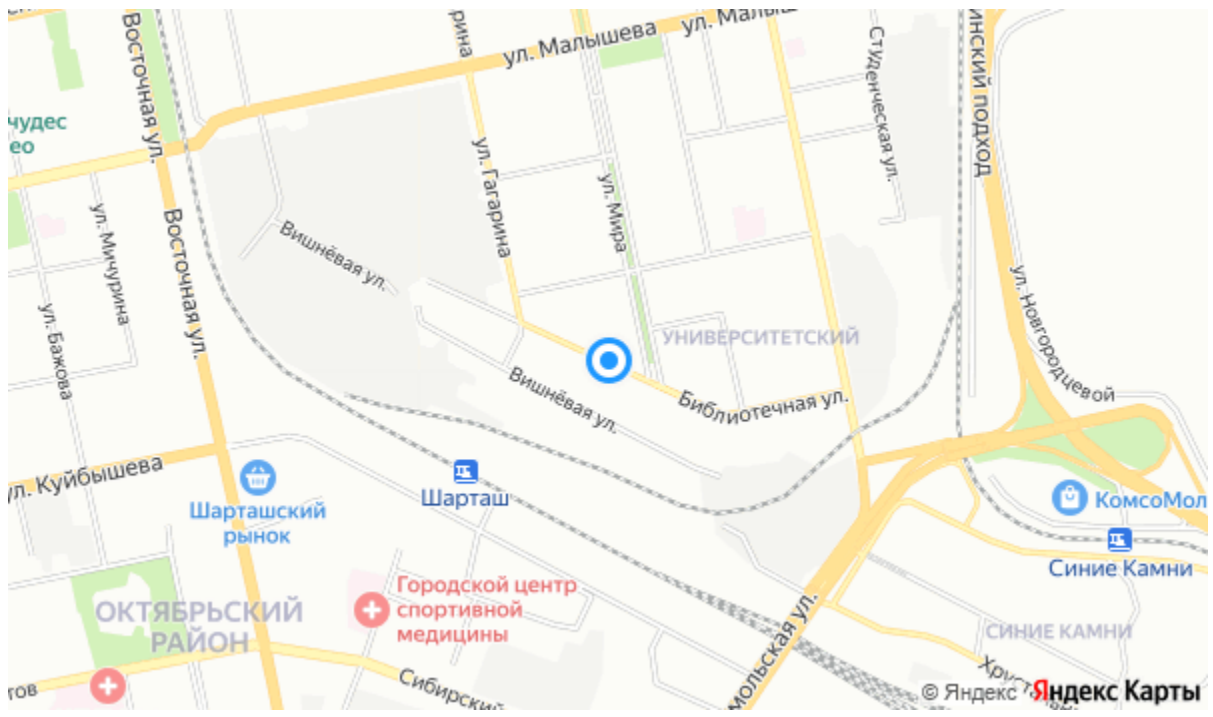 ул. Малышева
ул. Малыш
Восточная ул.
чудес
ео
ул. Гагарина
ул. Мира
Студенческая ул.
инский подход
ул. Мичурина
Восточная ул.
Вишнёвая ул.
ул. Бажова
УНИВЕРСИТЕТСКИЙ
ул. Новгородцевой
Вишнёвая ул.
Библиотечная ул.
ул. Куйбышева
Шарташ
Шарташский
рынок
КомсоМол
Синие Камни
Городской центр
спортивной
медицины
ОКТЯБРЬСКИЙ
РАЙОН
СИНИЕ КАМНИ
мольская ул.
Сибирский
тов
© Яндекс Яндекс Карты